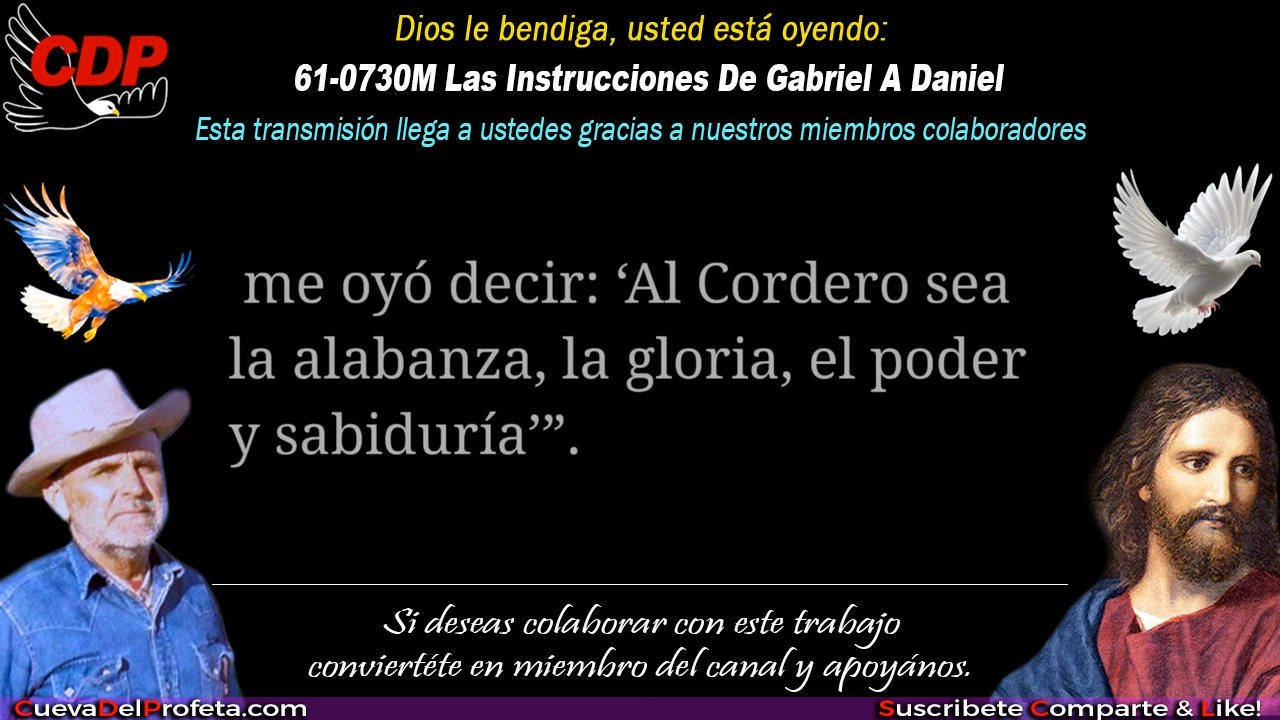 CDP
Dios le bendiga, usted está oyendo:
61-0730M Las Instrucciones De Gabriel A Daniel
Esta transmisión llega a ustedes gracias a nuestros miembros colaboradores
me oyó decir: ‘Al Cordero sea
la alabanza, la gloria, el poder
y sabiduría’”.
Si deseas colaborar con este trabajo
conviertéte en miembro del canal y apoyános.
CuevaDelProfeta.com
Suscribete Comparte & Like!